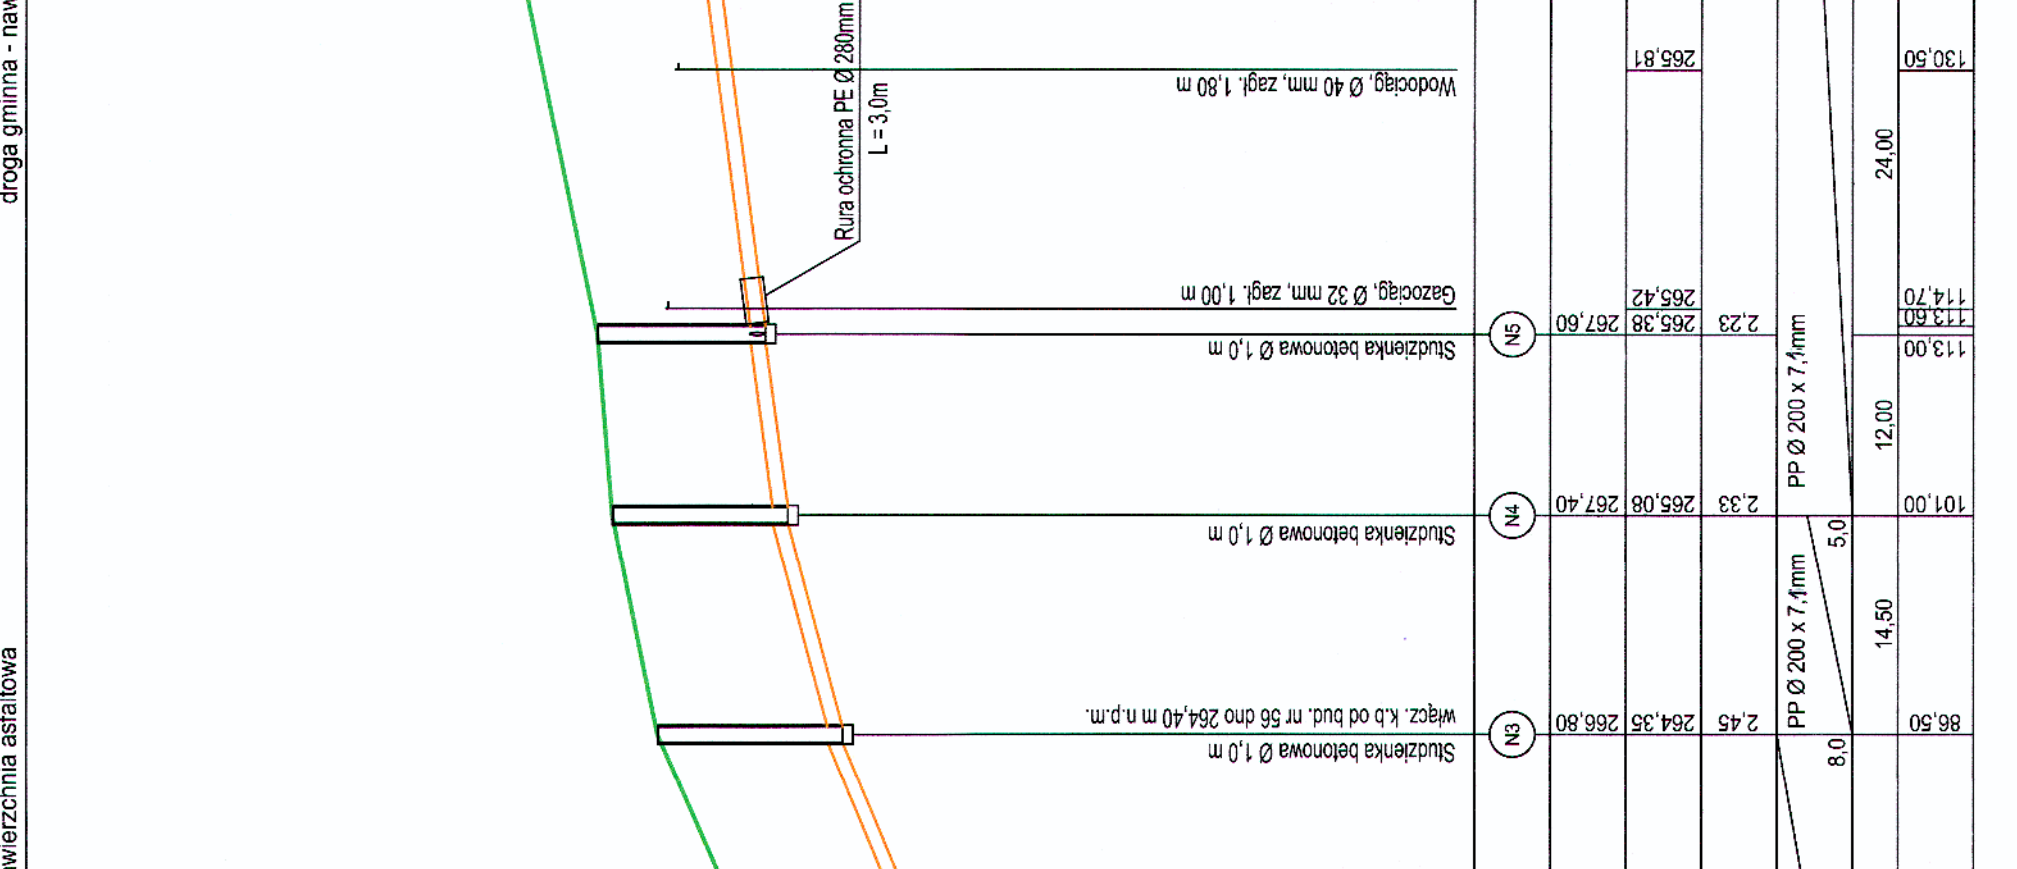 droga gminna - naw
awierzchnia asfaltowa
Rura ochronna PE Ø 280mm
L = 3,0m
Wodociąg, Ø 40 mm, zagł. 1,80 m
265,81
130,50
24,00
Gazociąg, Ø 32 mm, zagł. 1,00 m
265,42
114,70
113,60
Studzienka betonowa Ø 1,0 m
N5
267,60
265,38
2,23
113,00
PP Ø 200 x 7,1mm
12,00
Studzienka betonowa Ø 1,0 m
N4
267,40
265,08
2,33
5,0
101,00
PP Ø 200 x 7,1mm
14,50
włącz. k.b od bud. nr 56 dno 264,40 m n.p.m.
Studzienka betonowa Ø 1,0 m
N3
266,80
264,35
2,45
8,0
86,50